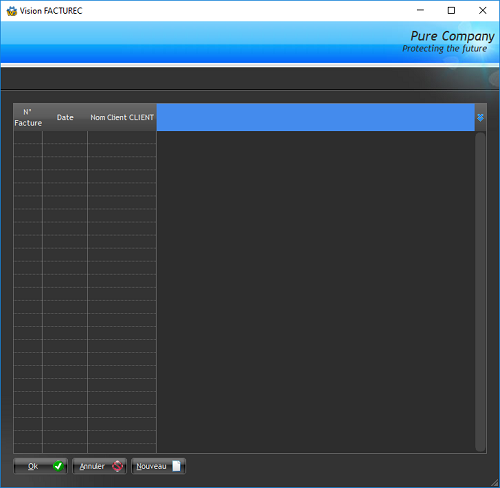 Vision FACTUREC
Pure Company
Protecting the future
N°
Facture
Date
Nom Client CLIENT
Ok
Annuler
Nouveau